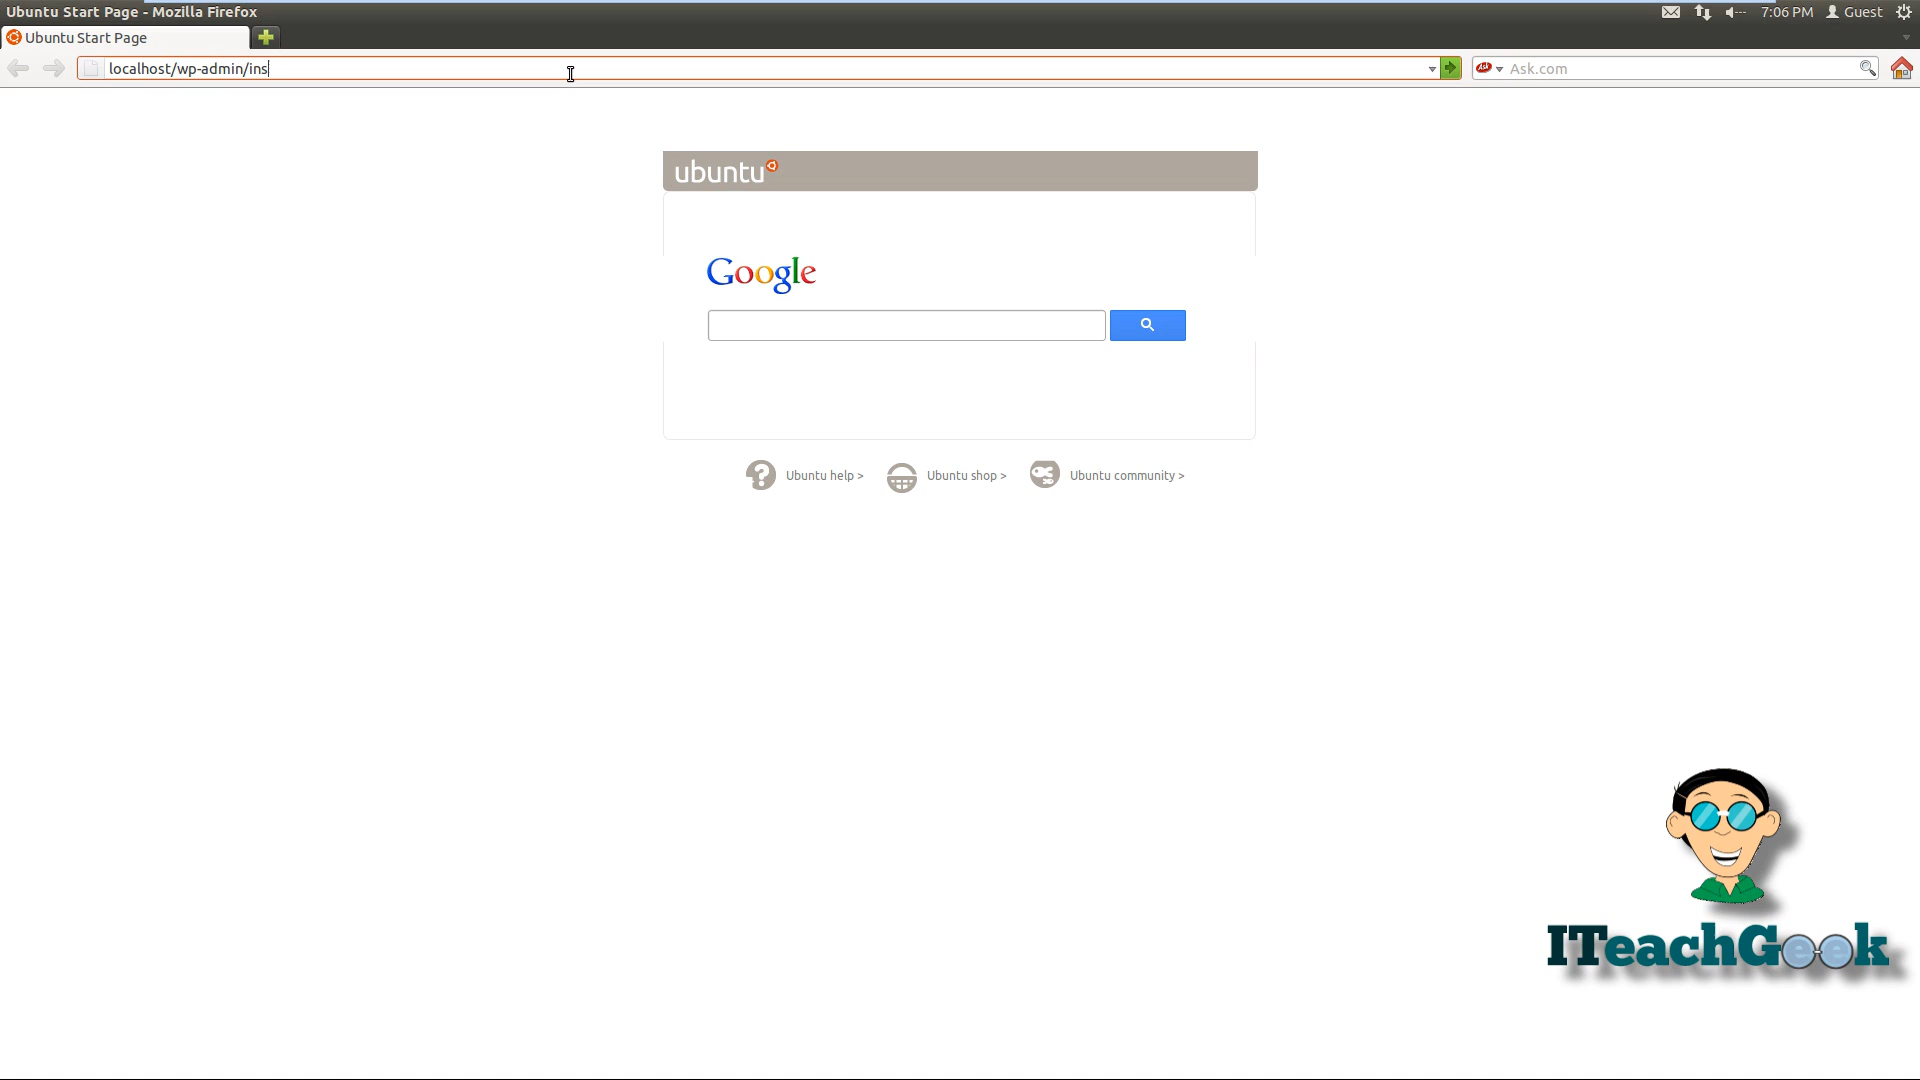 Ubuntu Start Page - Mozilla Firefox
7:06 PM Guest
Ubuntu Start Page
localhost/wp-admin/ins
Ask Ask.com
ubuntu
Google
Ubuntu help >
Ubuntu shop >
Ubuntu community >
ITeachGeek